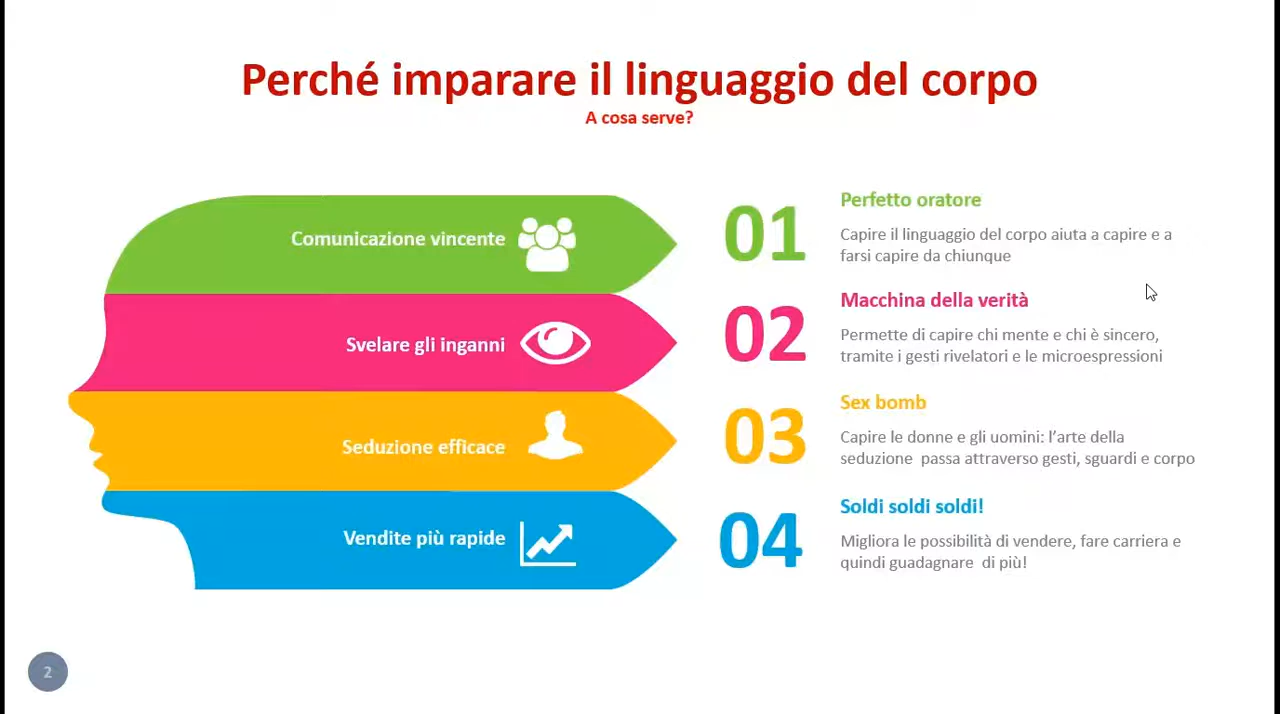 Perché imparare il linguaggio del corpo
A cosa serve?
Comunicazione vincente
01
Perfetto oratore
Capire il linguaggio del corpo aiuta a capire e a
farsi capire da chiunque
Svelare gli inganni
02
Macchina della verità
Permette di capire chi mente e chi è sincero,
tramite i gesti rivelatori e le microespressioni
Seduzione efficace
03
Sex bomb
Capire le donne e gli uomini: l’arte della
seduzione  passa attraverso gesti, sguardi e corpo
Vendite più rapide
04
Soldi soldi soldi!
Migliora le possibilità di vendere, fare carriera e
quindi guadagnare  di più!
2